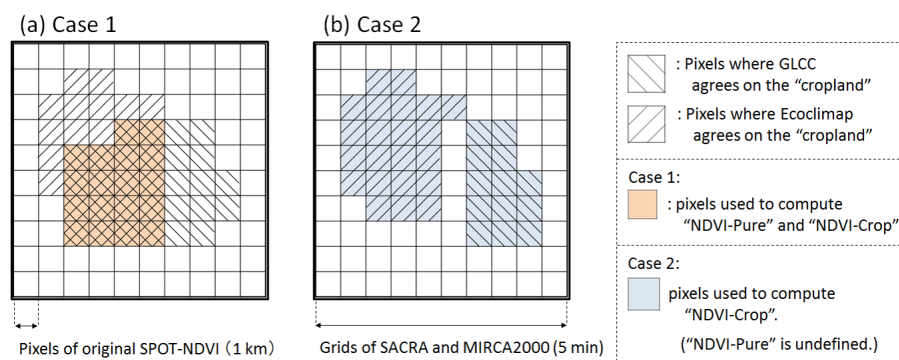 (a) Case 1
(b) Case 2
: Pixels where GLCC
agrees on the “cropland”
: Pixels where Ecoclimap
agrees on the “cropland”
Case 1:
: pixels used to compute
“NDVI-Pure” and “NDVI-Crop”
Case 2:
pixels used to compute
“NDVI-Crop”.
(“NDVI-Pure” is undefined.)
Pixels of original SPOT-NDVI (1 km)
Grids of SACRA and MIRCA2000 (5 min)